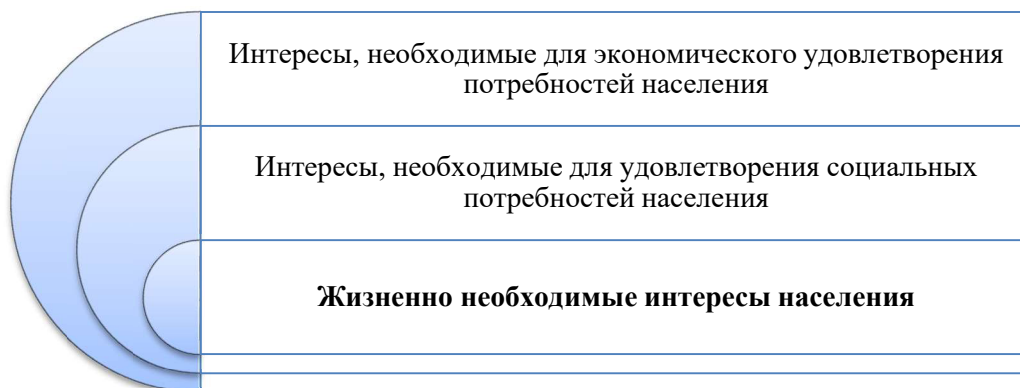 Интересы, необходимые для экономического удовлетворения
потребностей населения
Интересы, необходимые для удовлетворения социальных
потребностей населения
Жизненно необходимые интересы населения